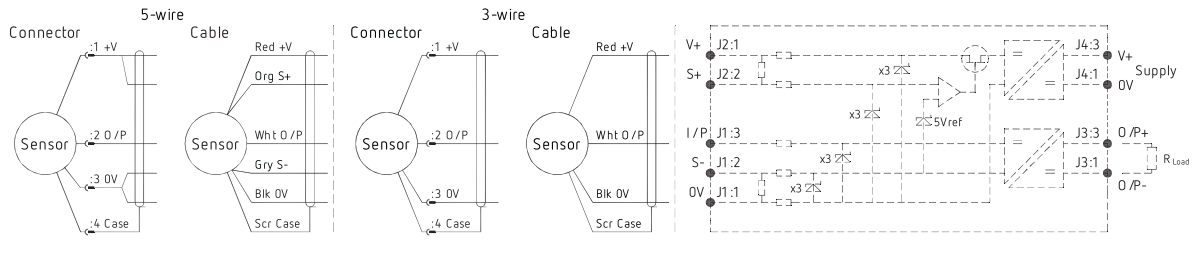 5-wire
Connector
:1 +V
Sensor
:2 O/P
:3 0V
:4 Case
Cable
Red +V
Org S+
Sensor
Wht O/P
Gry S-
Blk 0V
Scr Case
3-wire
Connector
:1 +V
Sensor
:2 O/P
:3 0V
:4 Case
Cable
Red +V
Sensor
Wht O/P
Blk 0V
Scr Case
V+ J2:1
S+ J2:2
I/P J1:3
S- J1:2
0V J1:1
x3
x3
5Vref
x3
x3
J4:3 V+
Supply
J4:1 0V
J3:3 O/P+
R Load
J3:1 O/P-